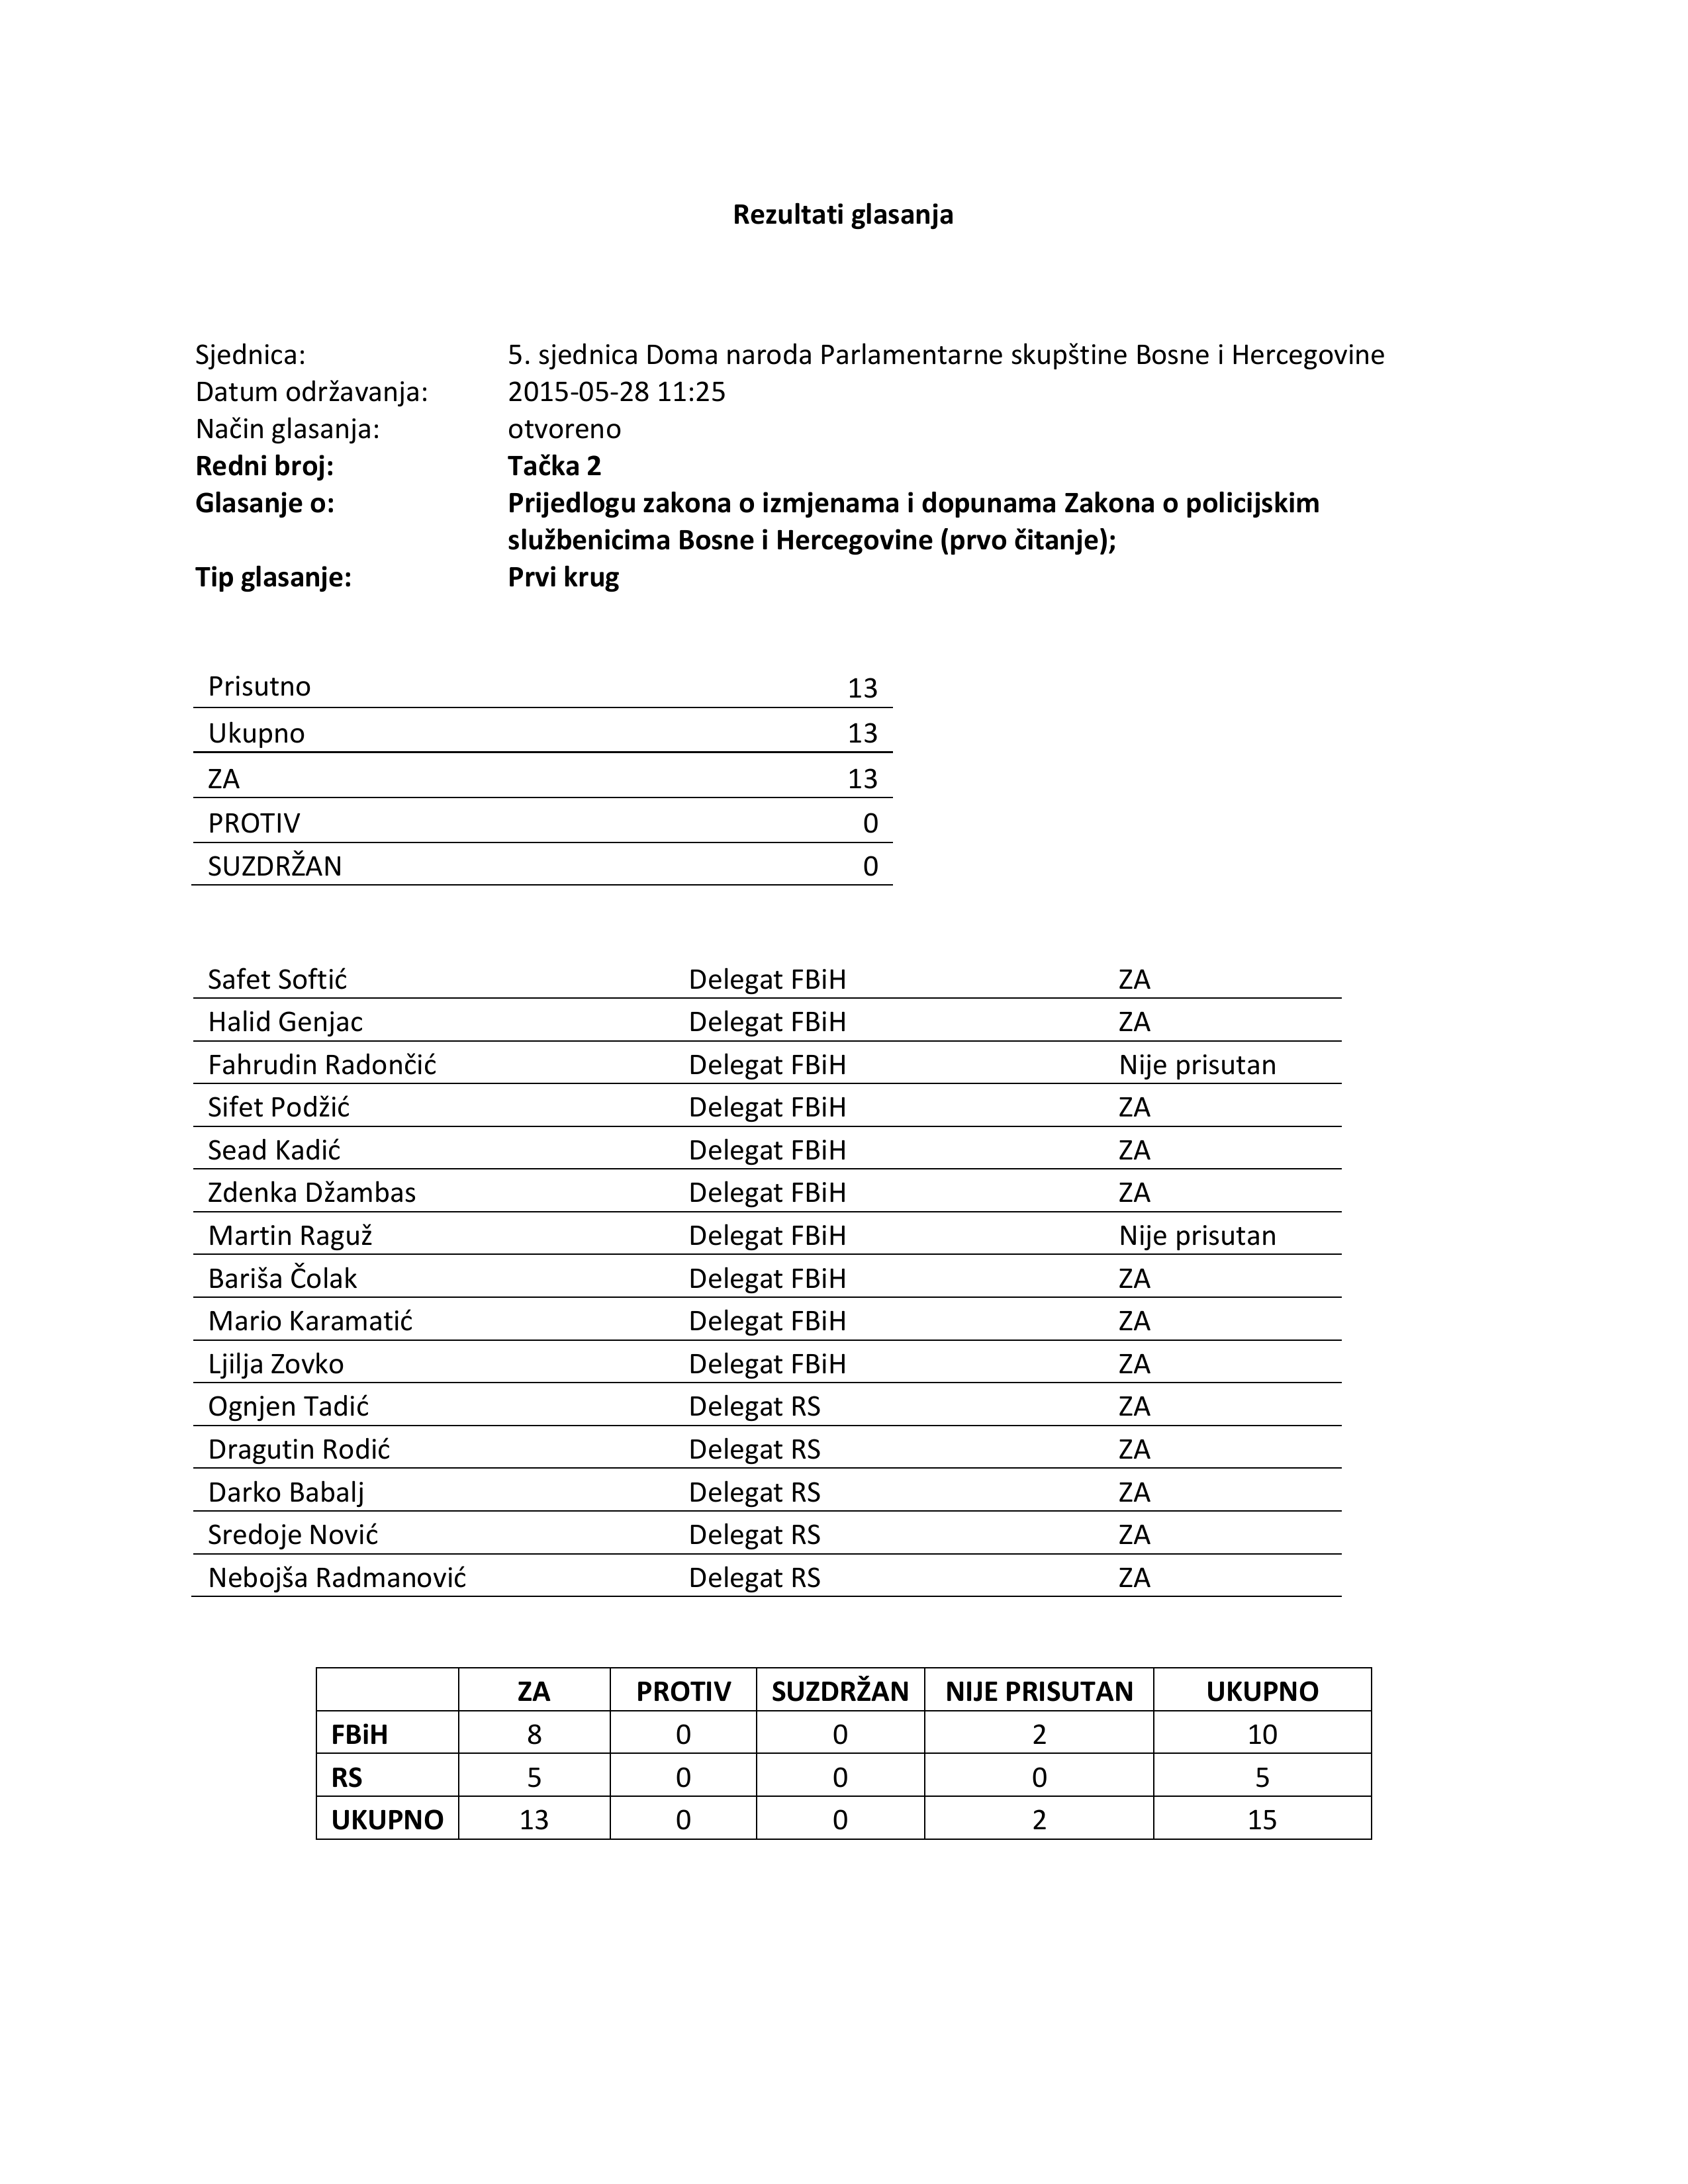 Rezultati glasanja
Sjednica: 5. sjednica Doma naroda Parlamentarne skupštine Bosne i Hercegovine
Datum održavanja: 2015-05-28 11:25
Način glasanja: otvoreno
Redni broj: Tačka 2
Glasanje o: Prijedlogu zakona o izmjenama i dopunama Zakona o policijskim
službenicima Bosne i Hercegovine (prvo čitanje);
Tip glasanje: Prvi krug
Prisutno 13
Ukupno 13
ZA 13
PROTIV 0
SUZDRŽAN 0
Safet Softić Delegat FBiH ZA
Halid Genjac Delegat FBiH ZA
Fahrudin Radončić Delegat FBiH Nije prisutan
Sifet Podžić Delegat FBiH ZA
Sead Kadić Delegat FBiH ZA
Zdenka Džambas Delegat FBiH ZA
Martin Raguž Delegat FBiH Nije prisutan
Bariša Čolak Delegat FBiH ZA
Mario Karamatić Delegat FBiH ZA
Ljilja Zovko Delegat FBiH ZA
Ognjen Tadić Delegat RS ZA
Dragutin Rodić Delegat RS ZA
Darko Babalj Delegat RS ZA
Sredoje Nović Delegat RS ZA
Nebojša Radmanović Delegat RS ZA
ZA PROTIV SUZDRŽAN NIJE PRISUTAN UKUPNO
FBiH 8 0 0 2 10
RS 5 0 0 0 5
UKUPNO 13 0 0 2 15